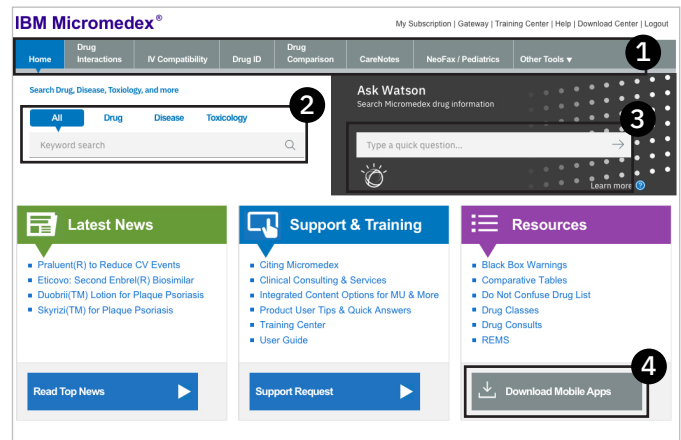 IBM Micromedex®
My Subscription | Gateway | Training Center | Help | Download Center | Logout
Home
Drug
Interactions
IV Compatibility
Drug ID
Drug
Comparison
CareNotes
NeoFax / Pediatrics
Other Tools ▼
1
Search Drug, Disease, Toxiology, and more
All
Drug
Disease
Toxicology
2
Keyword search
Ask Watson
Search Micromedex drug information
3
Type a quick question...
Learn more ?
Latest News
Praluent(R) to Reduce CV Events
Eticovo: Second Enbrel(R) Biosimilar
Duobrii(TM) Lotion for Plaque Psoriasis
Skyrizi(TM) for Plaque Psoriasis
Read Top News
Support & Training
Citing Micromedex
Clinical Consulting & Services
Integrated Content Options for MU & More
Product User Tips & Quick Answers
Training Center
User Guide
Support Request
Resources
Black Box Warnings
Comparative Tables
Do Not Confuse Drug List
Drug Classes
Drug Consults
REMS
4
Download Mobile Apps